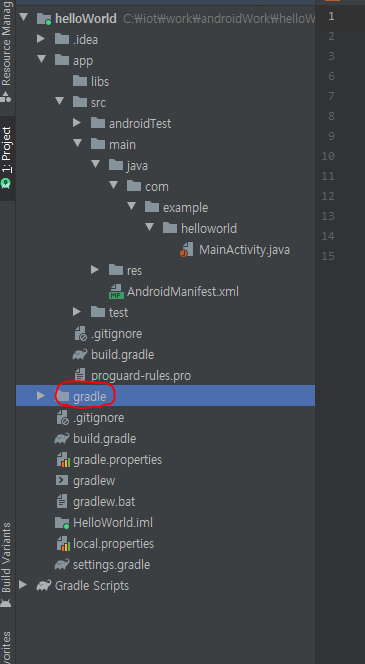 helloWorld C:₩iot₩work₩androidWork₩helloW
.idea
app
libs
src
androidTest
main
java
com
example
helloworld
MainActivity.java
res
AndroidManifest.xml
test
.gitignore
build.gradle
proguard-rules.pro
gradle
.gitignore
build.gradle
gradle.properties
gradlew
gradlew.bat
HelloWorld.iml
local.properties
settings.gradle
Gradle Scripts
Resource Manag
1: Project
Build Variants
vorites
1
2
3
6
7
8
9
10
11
12
13
14
15